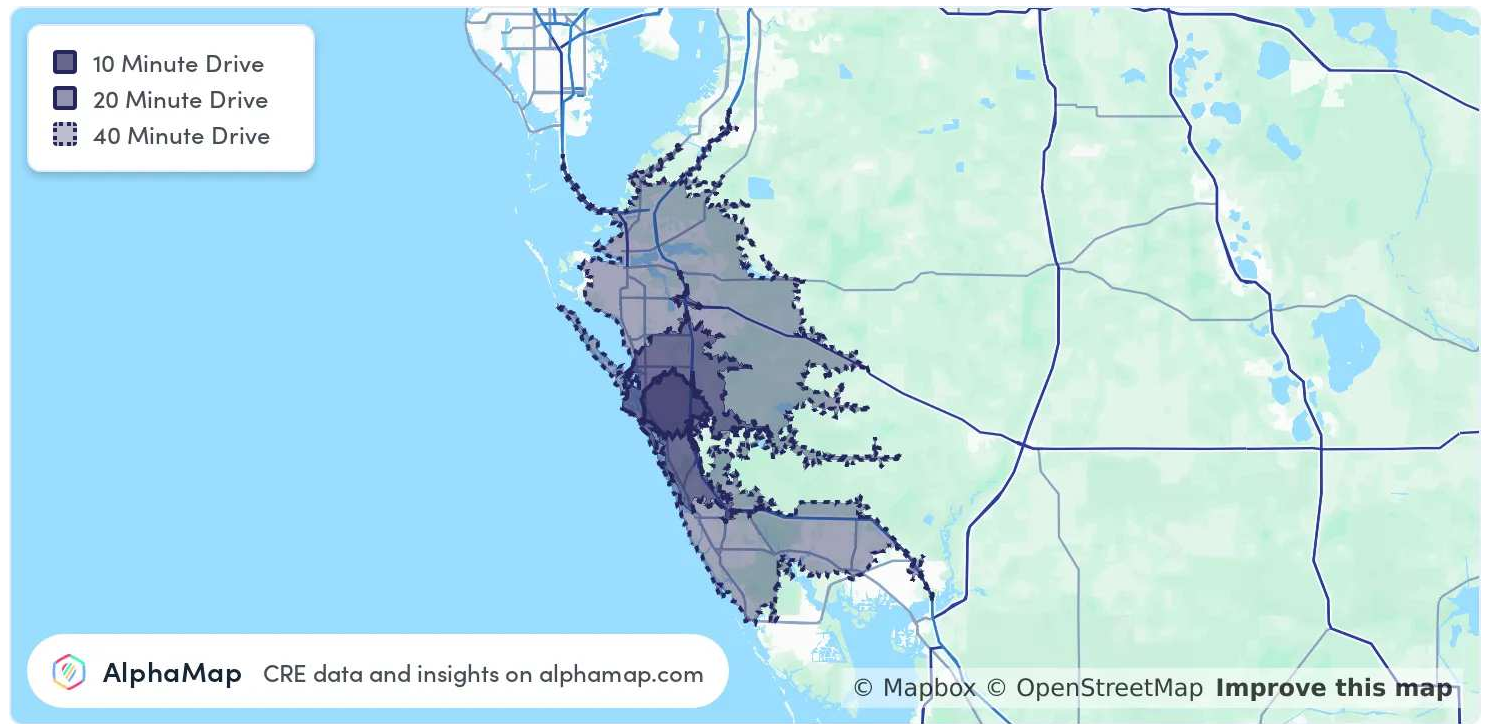 10 Minute Drive
20 Minute Drive
40 Minute Drive
AlphaMap CRE data and insights on alphamap.com
© Mapbox © OpenStreetMap Improve this map